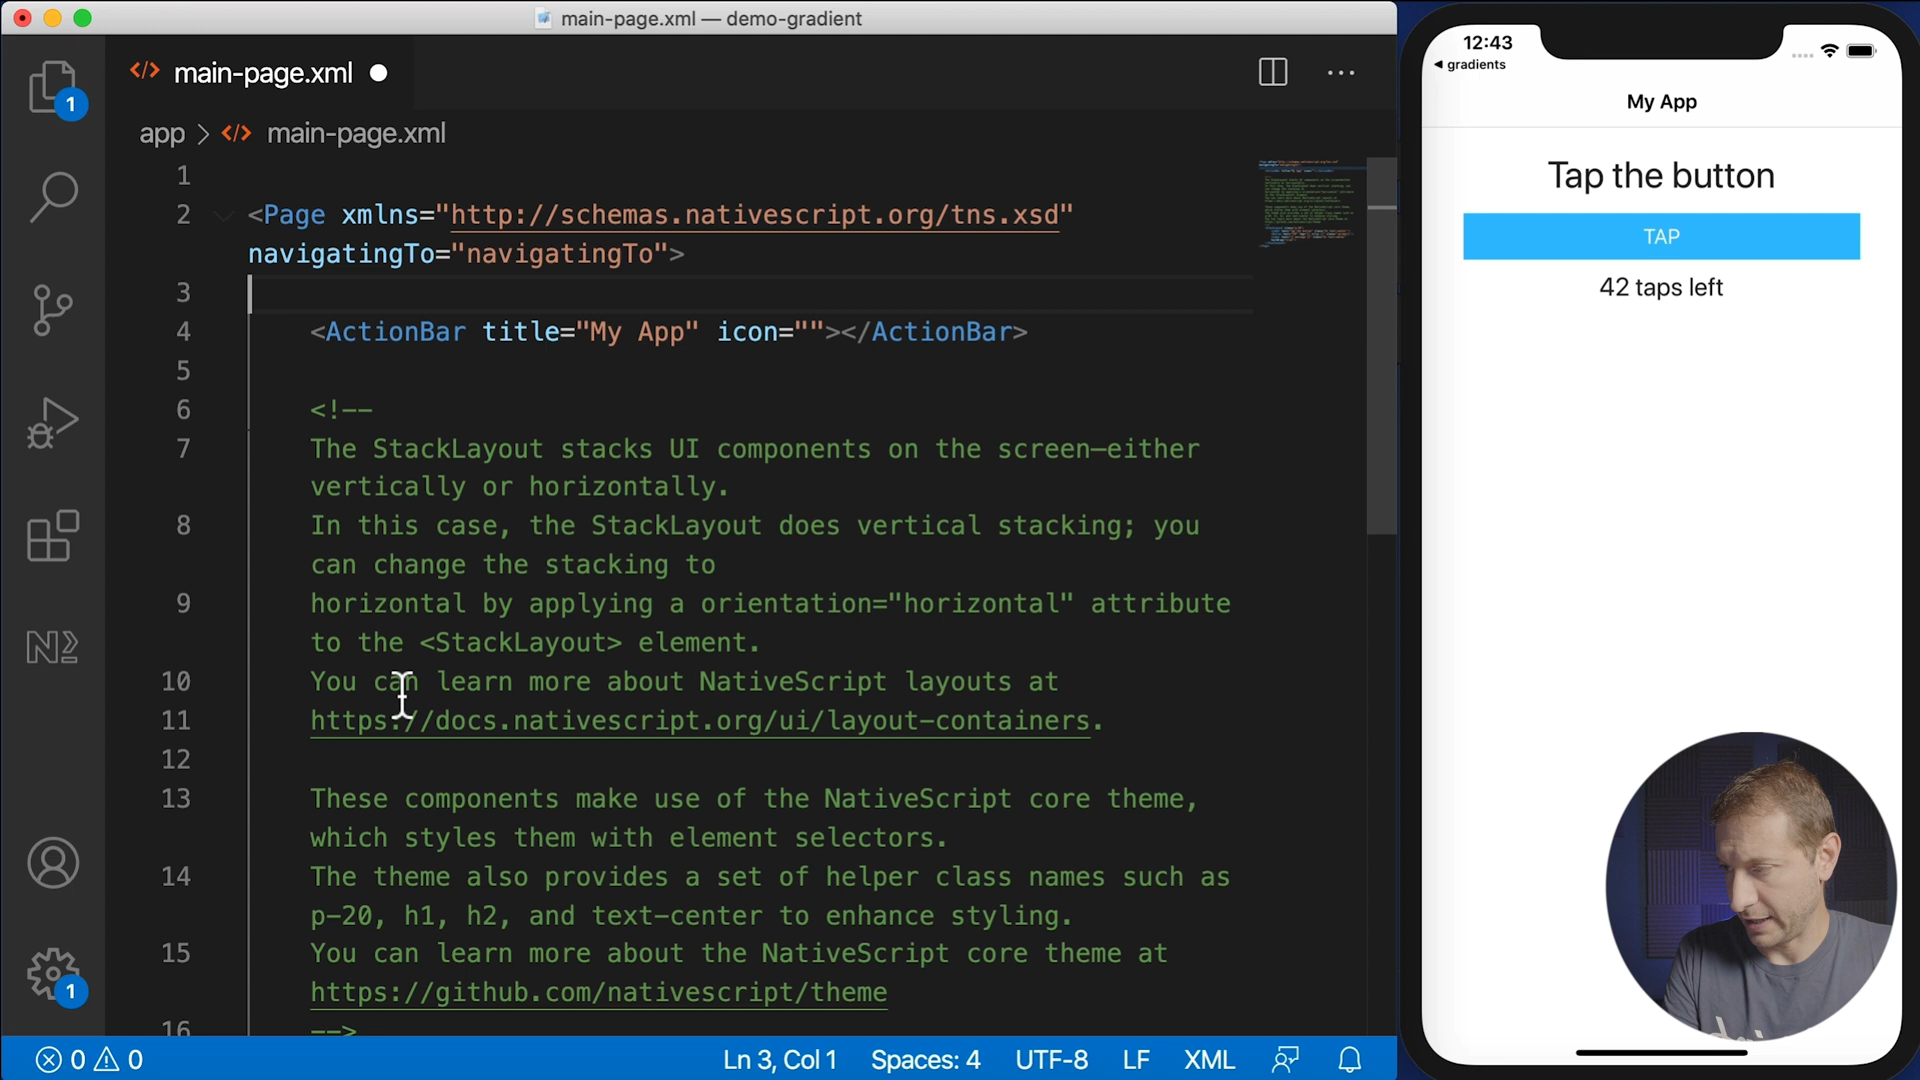 main-page.xml — demo-gradient
main-page.xml
app > main-page.xml
1
2 <Page xmlns="http://schemas.nativescript.org/tns.xsd"
navigatingTo="navigatingTo">
3
4 <ActionBar title="My App" icon=""></ActionBar>
5
6 <!--
7 The StackLayout stacks UI components on the screen—either
vertically or horizontally.
8 In this case, the StackLayout does vertical stacking; you
can change the stacking to
9 horizontal by applying a orientation="horizontal" attribute
to the <StackLayout> element.
10 You can learn more about NativeScript layouts at
11 https://docs.nativescript.org/ui/layout-containers.
12
13 These components make use of the NativeScript core theme,
which styles them with element selectors.
14 The theme also provides a set of helper class names such as
p-20, h1, h2, and text-center to enhance styling.
15 You can learn more about the NativeScript core theme at
https://github.com/nativescript/theme
16 -->
1
1
0 0
Ln 3, Col 1 Spaces: 4 UTF-8 LF XML
12:43
gradients
My App
Tap the button
TAP
42 taps left